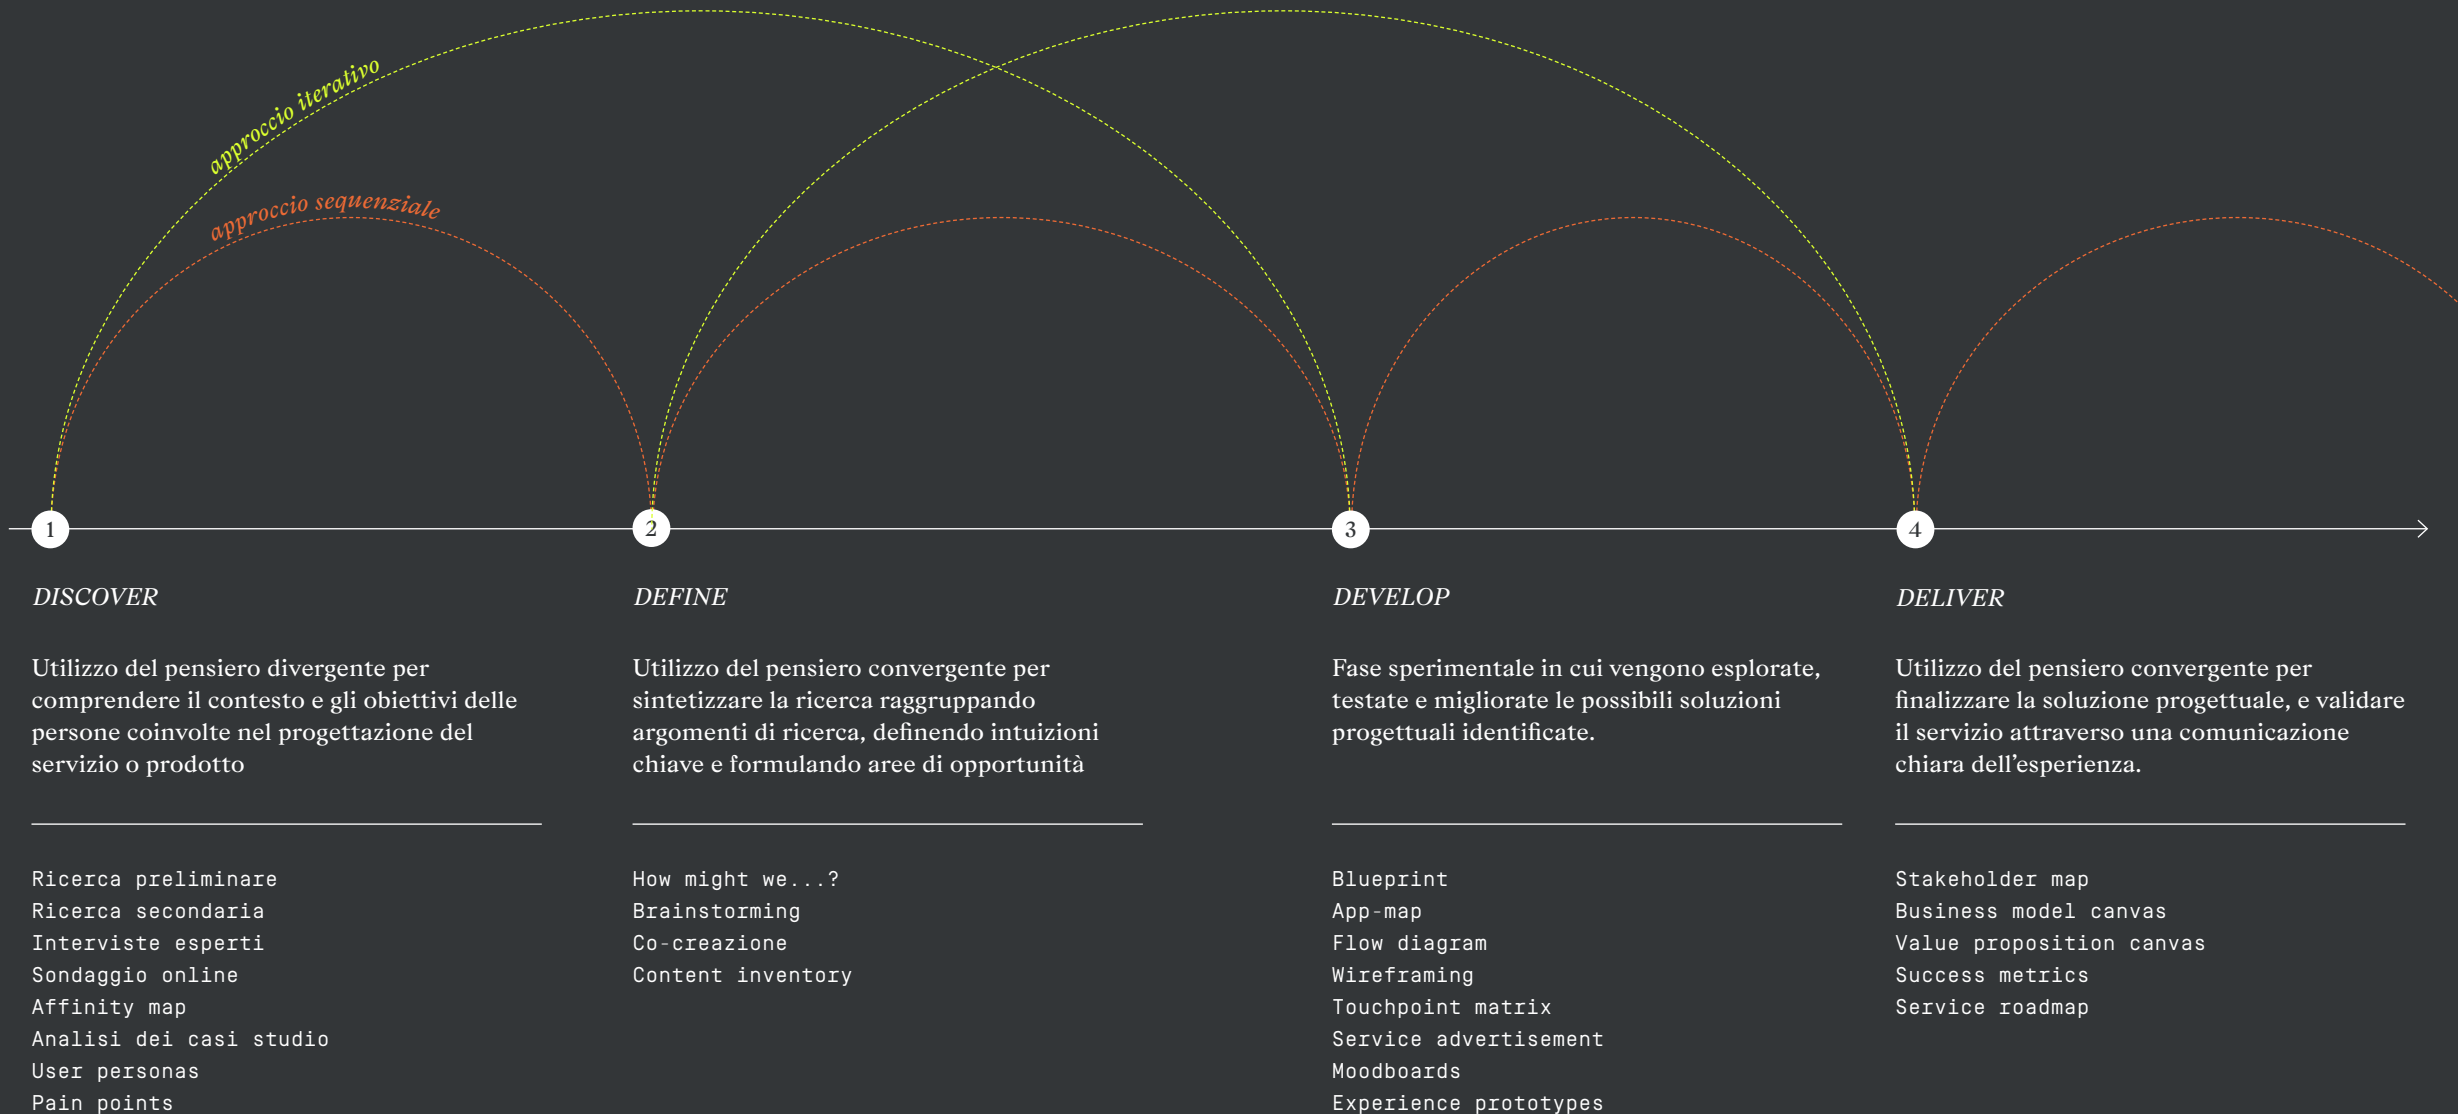 approccio iterativo
approccio sequenziale
1
2
3
4
DISCOVER
Utilizzo del pensiero divergente per
comprendere il contesto e gli obiettivi delle
persone coinvolte nel progettazione del
servizio o prodotto
Ricerca preliminare
Ricerca secondaria
Interviste esperti
Sondaggio online
Affinity map
Analisi dei casi studio
User personas
Pain points
DEFINE
Utilizzo del pensiero convergente per
sintetizzare la ricerca raggruppando
argomenti di ricerca, definendo intuizioni
chiave e formulando aree di opportunità
How might we...?
Brainstorming
Co-creazione
Content inventory
DEVELOP
Fase sperimentale in cui vengono esplorate,
testate e migliorate le possibili soluzioni
progettuali identificate.
Blueprint
App-map
Flow diagram
Wireframing
Touchpoint matrix
Service advertisement
Moodboards
Experience prototypes
DELIVER
Utilizzo del pensiero convergente per
finalizzare la soluzione progettuale, e validare
il servizio attraverso una comunicazione
chiara dell’esperienza.
Stakeholder map
Business model canvas
Value proposition canvas
Success metrics
Service roadmap